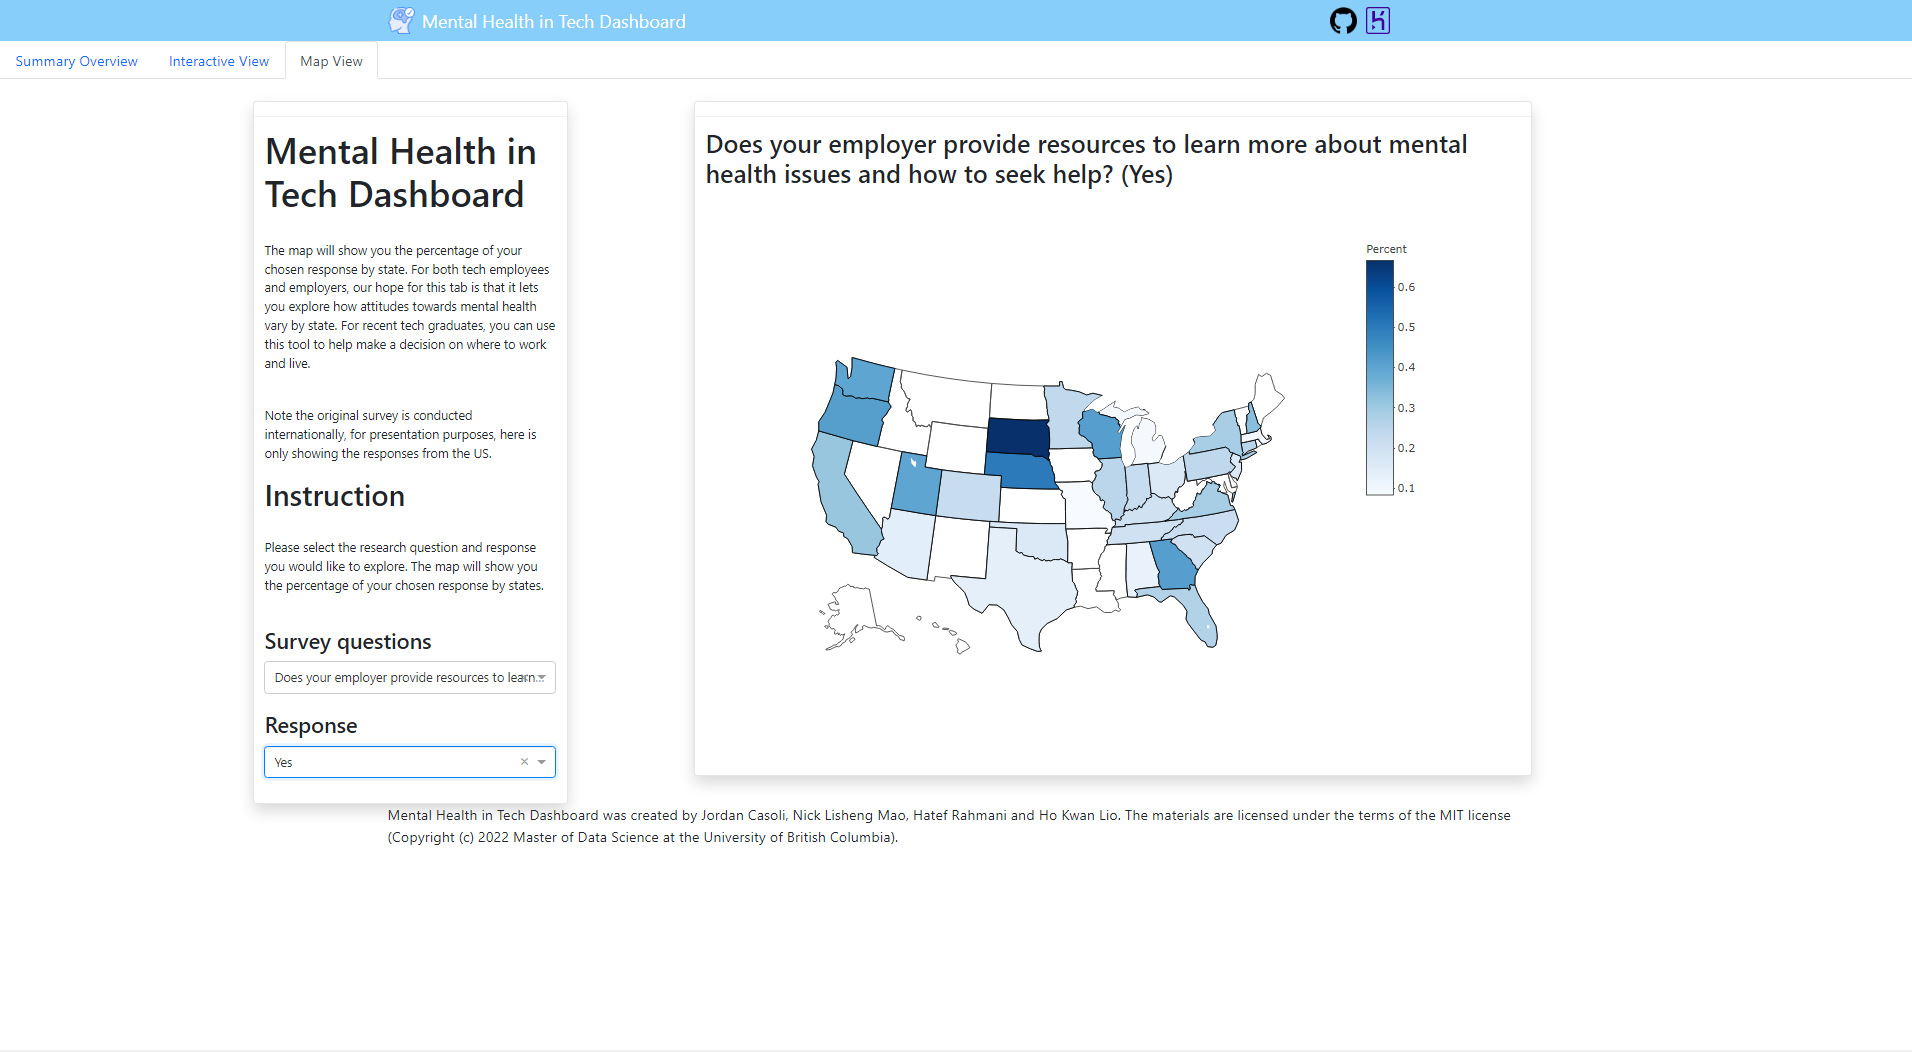 Mental Health in Tech Dashboard
Summary Overview
Interactive View
Map View
Mental Health in
Tech Dashboard
The map will show you the percentage of your
chosen response by state. For both tech employees
and employers, our hope for this tab is that it lets
you explore how attitudes towards mental health
vary by state. For recent tech graduates, you can use
this tool to help make a decision on where to work
and live.
Note the original survey is conducted
internationally, for presentation purposes, here is
only showing the responses from the US.
Instruction
Please select the research question and response
you would like to explore. The map will show you
the percentage of your chosen response by states.
Survey questions
Does your employer provide resources to learn...
Response
Yes
Does your employer provide resources to learn more about mental
health issues and how to seek help? (Yes)
Percent
0.6
0.5
0.4
0.3
0.2
0.1
Mental Health in Tech Dashboard was created by Jordan Casoli, Nick Lisheng Mao, Hatef Rahmani and Ho Kwan Lio. The materials are licensed under the terms of the MIT license
(Copyright (c) 2022 Master of Data Science at the University of British Columbia).